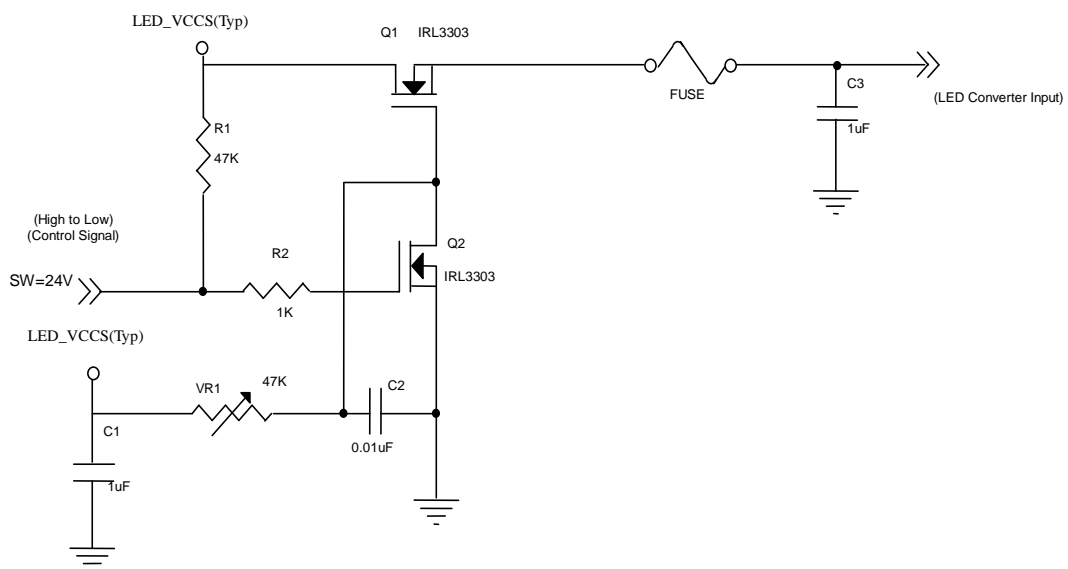 LED_VCCS(Typ)
Q1 IRL3303
FUSE
C3
1uF
(LED Converter Input)
R1
47K
(High to Low)
(Control Signal)
SW=24V
R2
1K
Q2
IRL3303
LED_VCCS(Typ)
VR1
47K
C2
0.01uF
C1
1uF